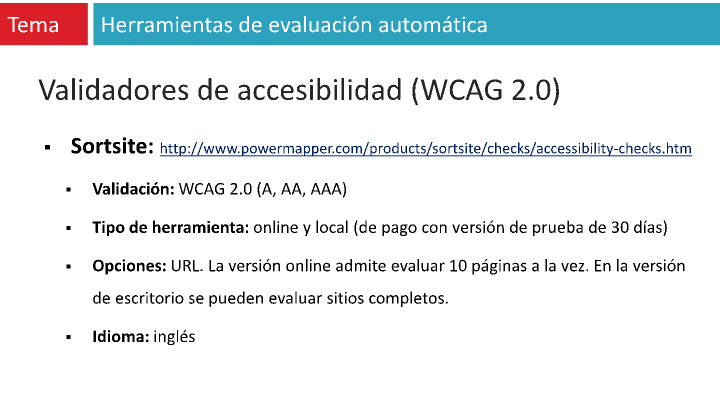 Tema
Herramientas de evaluación automática
Validadores de accesibilidad (WCAG 2.0)
▪ Sortsite: http://www.powermapper.com/products/sortsite/checks/accessibility-checks.htm
▪ Validación: WCAG 2.0 (A, AA, AAA)
▪ Tipo de herramienta: online y local (de pago con versión de prueba de 30 días)
▪ Opciones: URL. La versión online admite evaluar 10 páginas a la vez. En la versión
de escritorio se pueden evaluar sitios completos.
▪ Idioma: inglés